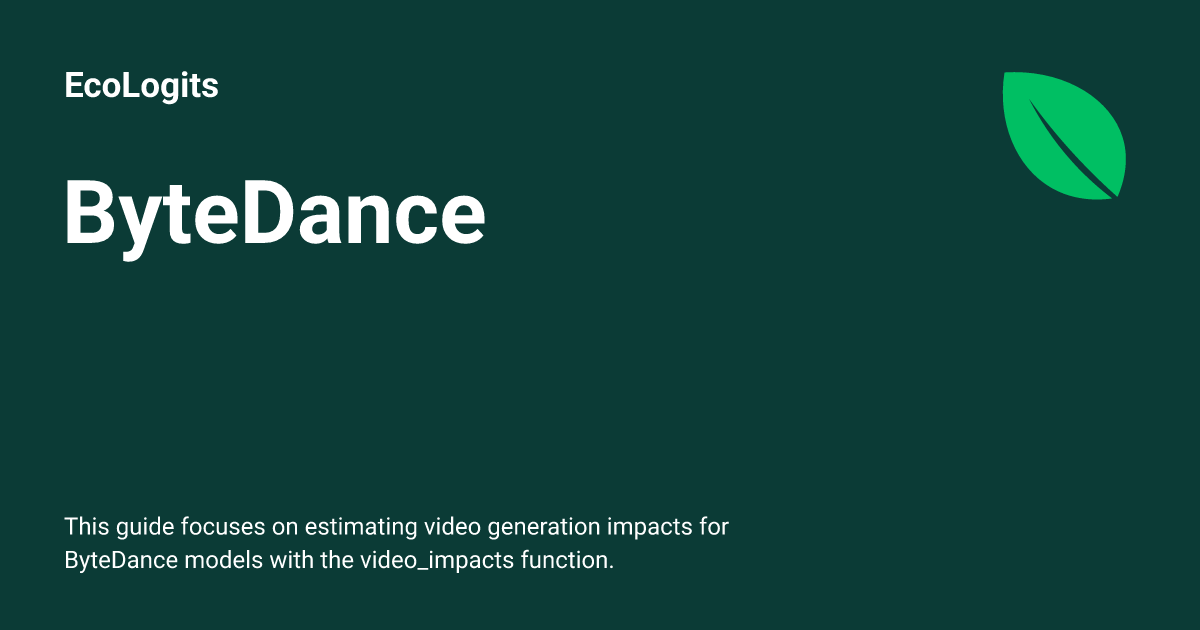 EcoLogits
ByteDance
This guide focuses on estimating video generation impacts for
ByteDance models with the video_impacts function.